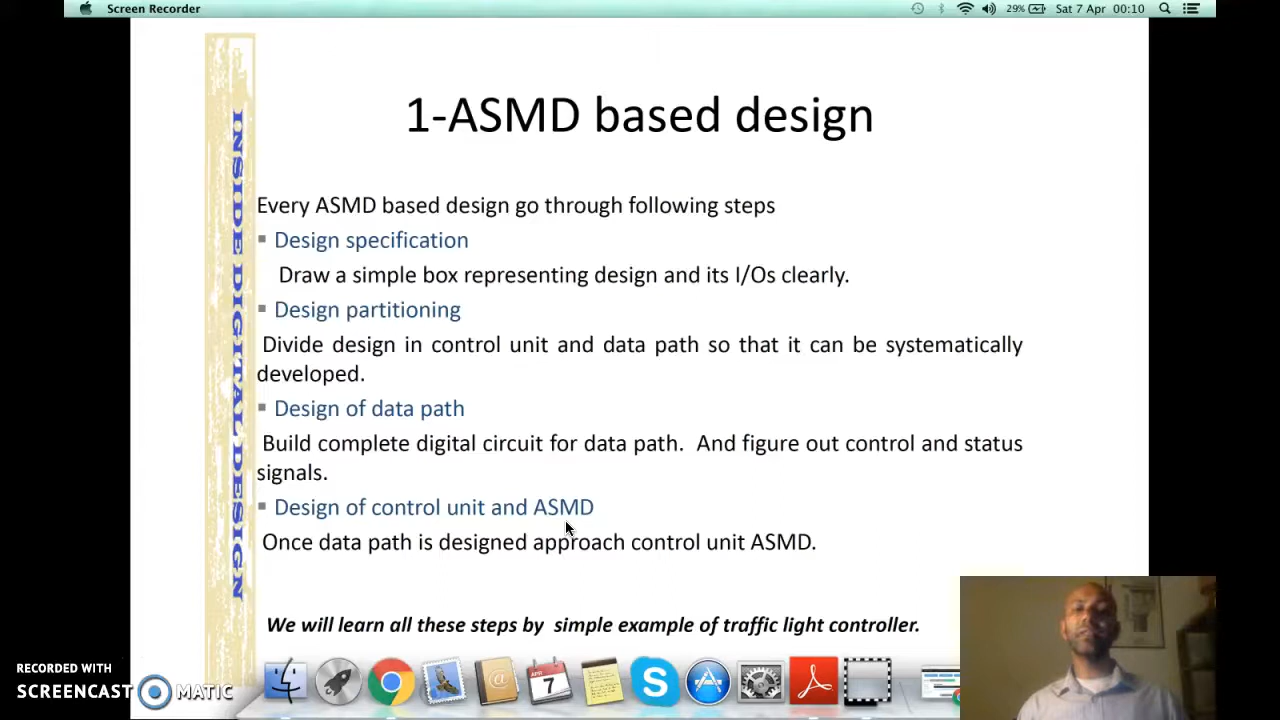 Screen Recorder
29%
Sat 7 Apr 00:10
INSIDE DIGITAL DESIGN
1-ASMD based design
Every ASMD based design go through following steps
▪ Design specification
Draw a simple box representing design and its I/Os clearly.
▪ Design partitioning
Divide design in control unit and data path so that it can be systematically
developed.
▪ Design of data path
Build complete digital circuit for data path. And figure out control and status
signals.
▪ Design of control unit and ASMD
Once data path is designed approach control unit ASMD.
We will learn all these steps by simple example of traffic light controller.
APR
7
RECORDED WITH
SCREENCAST MATIC